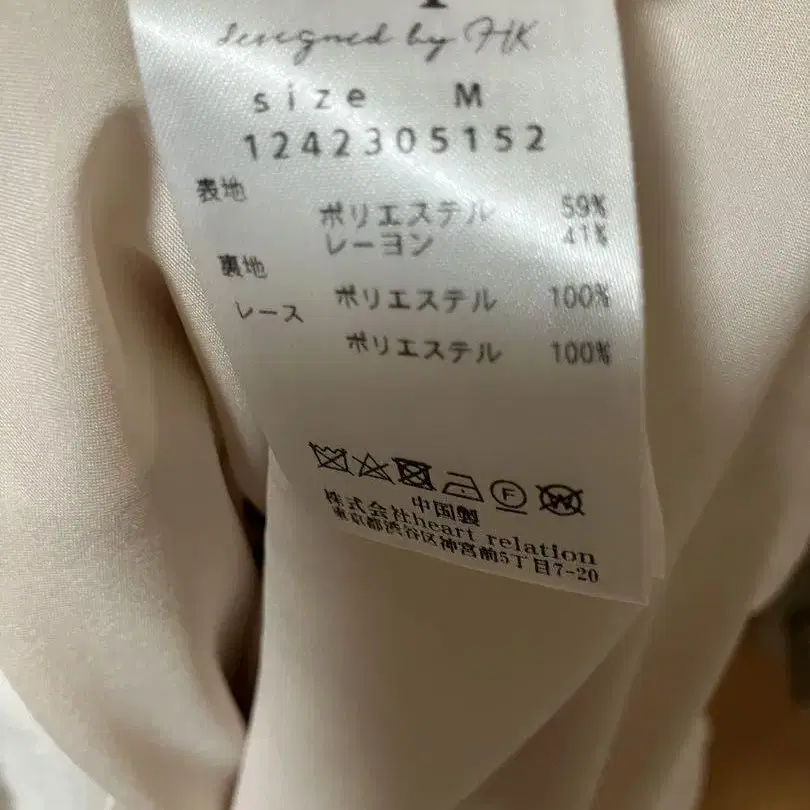 Designed by HK
size M
1242305152
表地
ポリエステル 59%
レーヨン 41%
裏地
ポリエステル 100%
レース
ポリエステル 100%
F
W
中国製
株式会社heart relation
東京都渋谷区神宮前5丁目7-20